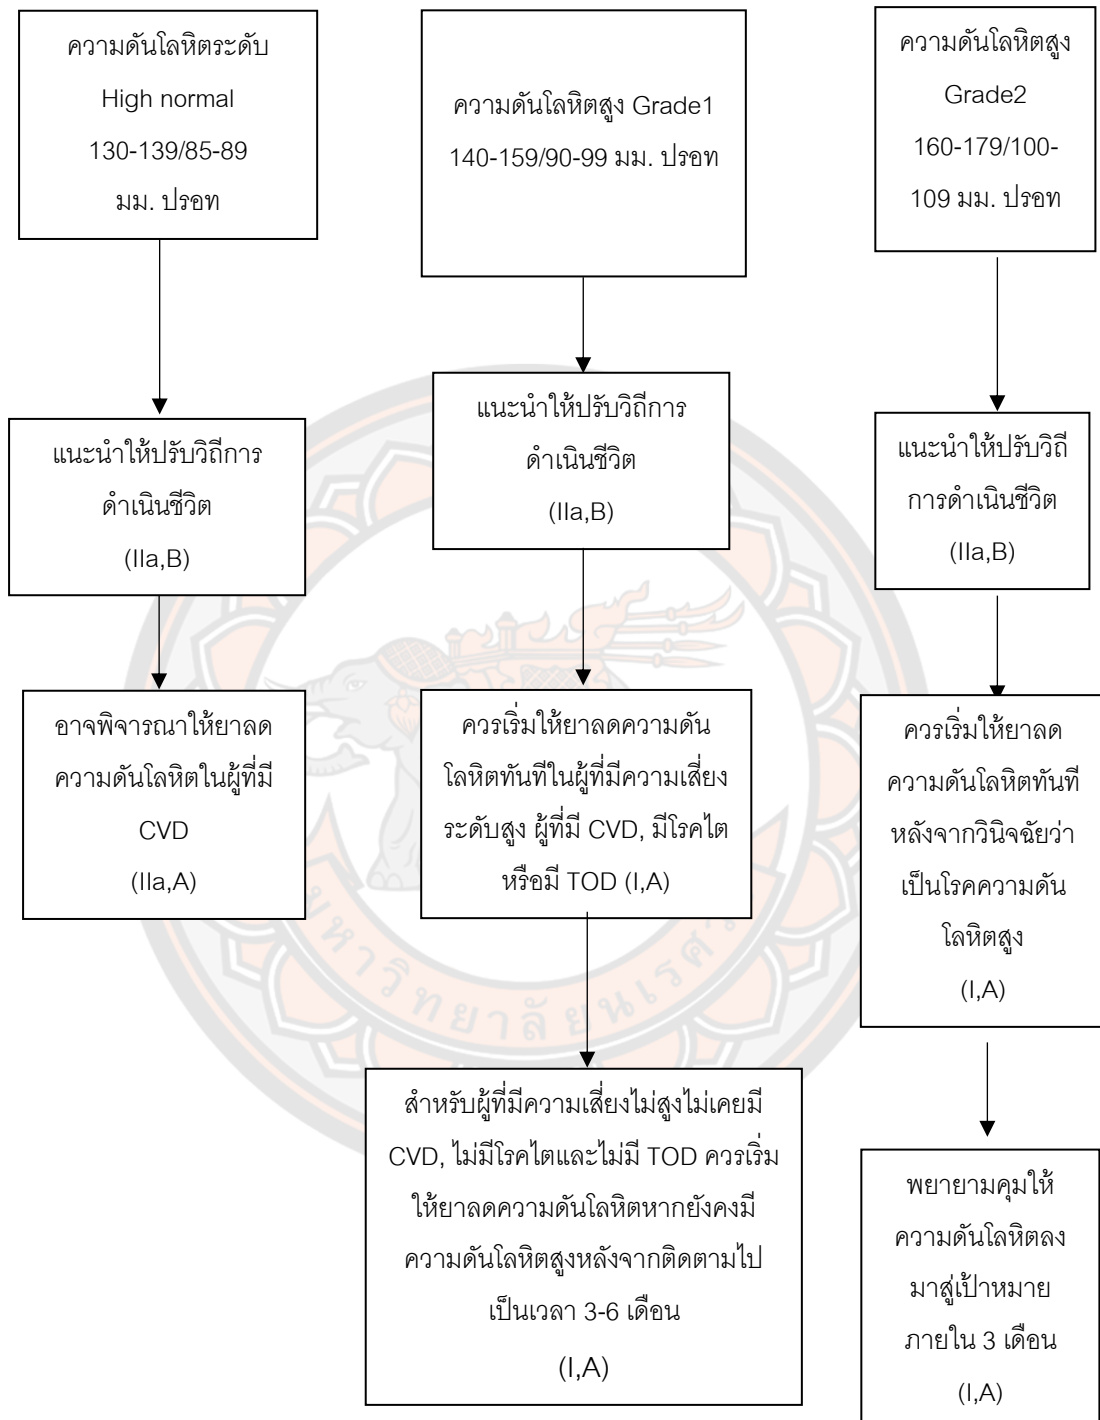 ความดันโลหิตระดับ
High normal
130-139/85-89
มม. ปรอท
แนะนำให้ปรับวิถีการ
ดำเนินชีวิต
(IIa,B)
อาจพิจารณาให้ยาลด
ความดันโลหิตในผู้ที่มี
CVD
(IIa,A)
ความดันโลหิตสูง Grade1
140-159/90-99 มม. ปรอท
แนะนำให้ปรับวิถีการ
ดำเนินชีวิต
(IIa,B)
ควรเริ่มให้ยาลดความดัน
โลหิตทันทีในผู้ที่มีความเสี่ยง
ระดับสูง ผู้ที่มี CVD, มีโรคไต
หรือมี TOD (I,A)
สำหรับผู้ที่มีความเสี่ยงไม่สูงไม่เคยมี
CVD, ไม่มีโรคไตและไม่มี TOD ควรเริ่ม
ให้ยาลดความดันโลหิตหากยังคงมี
ความดันโลหิตสูงหลังจากติดตามไป
เป็นเวลา 3-6 เดือน
(I,A)
ความดันโลหิตสูง
Grade2
160-179/100-
109 มม. ปรอท
แนะนำให้ปรับวิถี
การดำเนินชีวิต
(IIa,B)
ควรเริ่มให้ยาลด
ความดันโลหิตทันที
หลังจากวินิจฉัยว่า
เป็นโรคความดัน
โลหิตสูง
(I,A)
พยายามคุมให้
ความดันโลหิตลง
มาสู่เป้าหมาย
ภายใน 3 เดือน
(I,A)
มหาวิทยาลัยนเรศวร